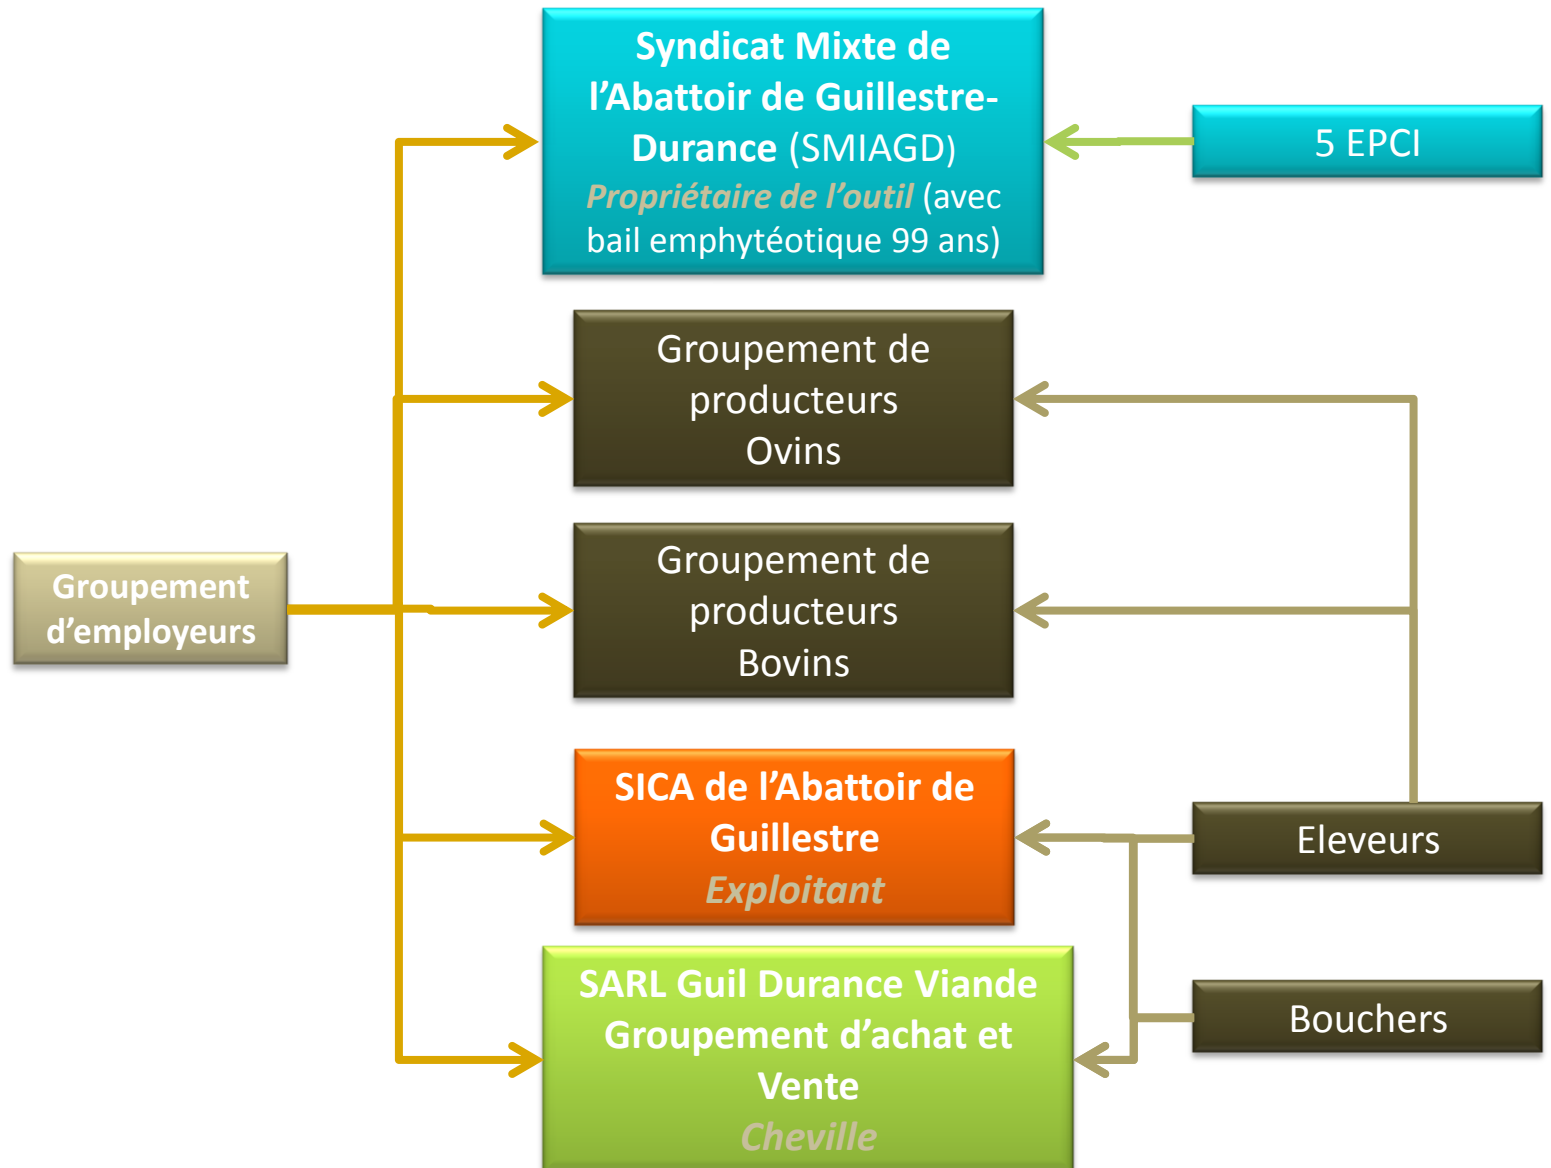 Syndicat Mixte de
l’Abattoir de Guillestre-
Durance (SMIAGD)
Propriétaire de l’outil (avec
bail emphytéotique 99 ans)
5 EPCI
Groupement de
producteurs
Ovins
Groupement
d’employeurs
Groupement de
producteurs
Bovins
SICA de l’Abattoir de
Guillestre
Exploitant
Eleveurs
SARL Guil Durance Viande
Groupement d’achat et
Vente
Cheville
Bouchers